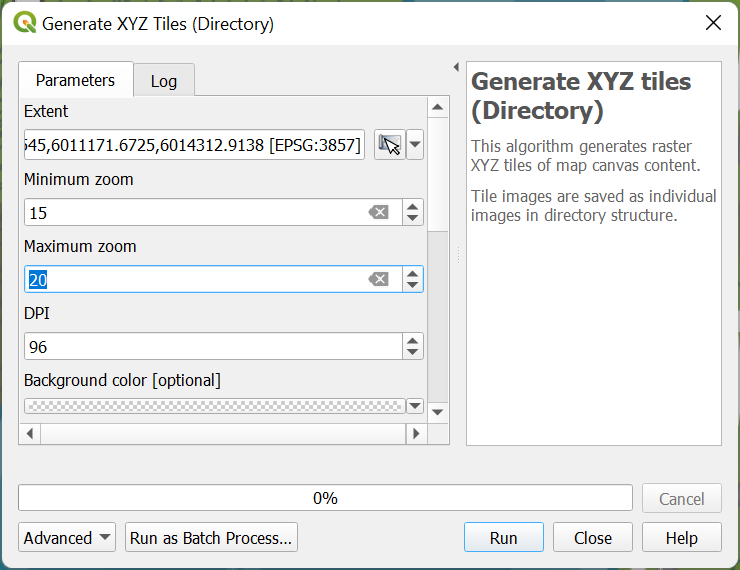 Generate XYZ Tiles (Directory)
Parameters
Log
Extent
545,6011171.6725,6014312.9138 [EPSG:3857]
Minimum zoom
15
Maximum zoom
20
DPI
96
Background color [optional]
Generate XYZ tiles
(Directory)
This algorithm generates raster
XYZ tiles of map canvas content.
Tile images are saved as individual
images in directory structure.
0%
Cancel
Advanced
Run as Batch Process...
Run
Close
Help